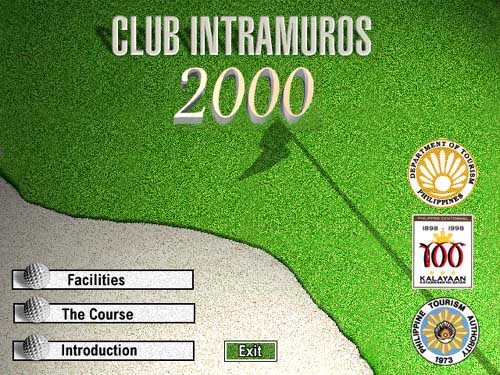 CLUB INTRAMUROS
2000
DEPARTMENT OF TOURISM
PHILIPPINES
PHILIPPINE CENTENNIAL
1898 - 1998
100
KALAYAAN
Facilities
The Course
Introduction
Exit
PHILIPPINE TOURISM AUTHORITY
1973